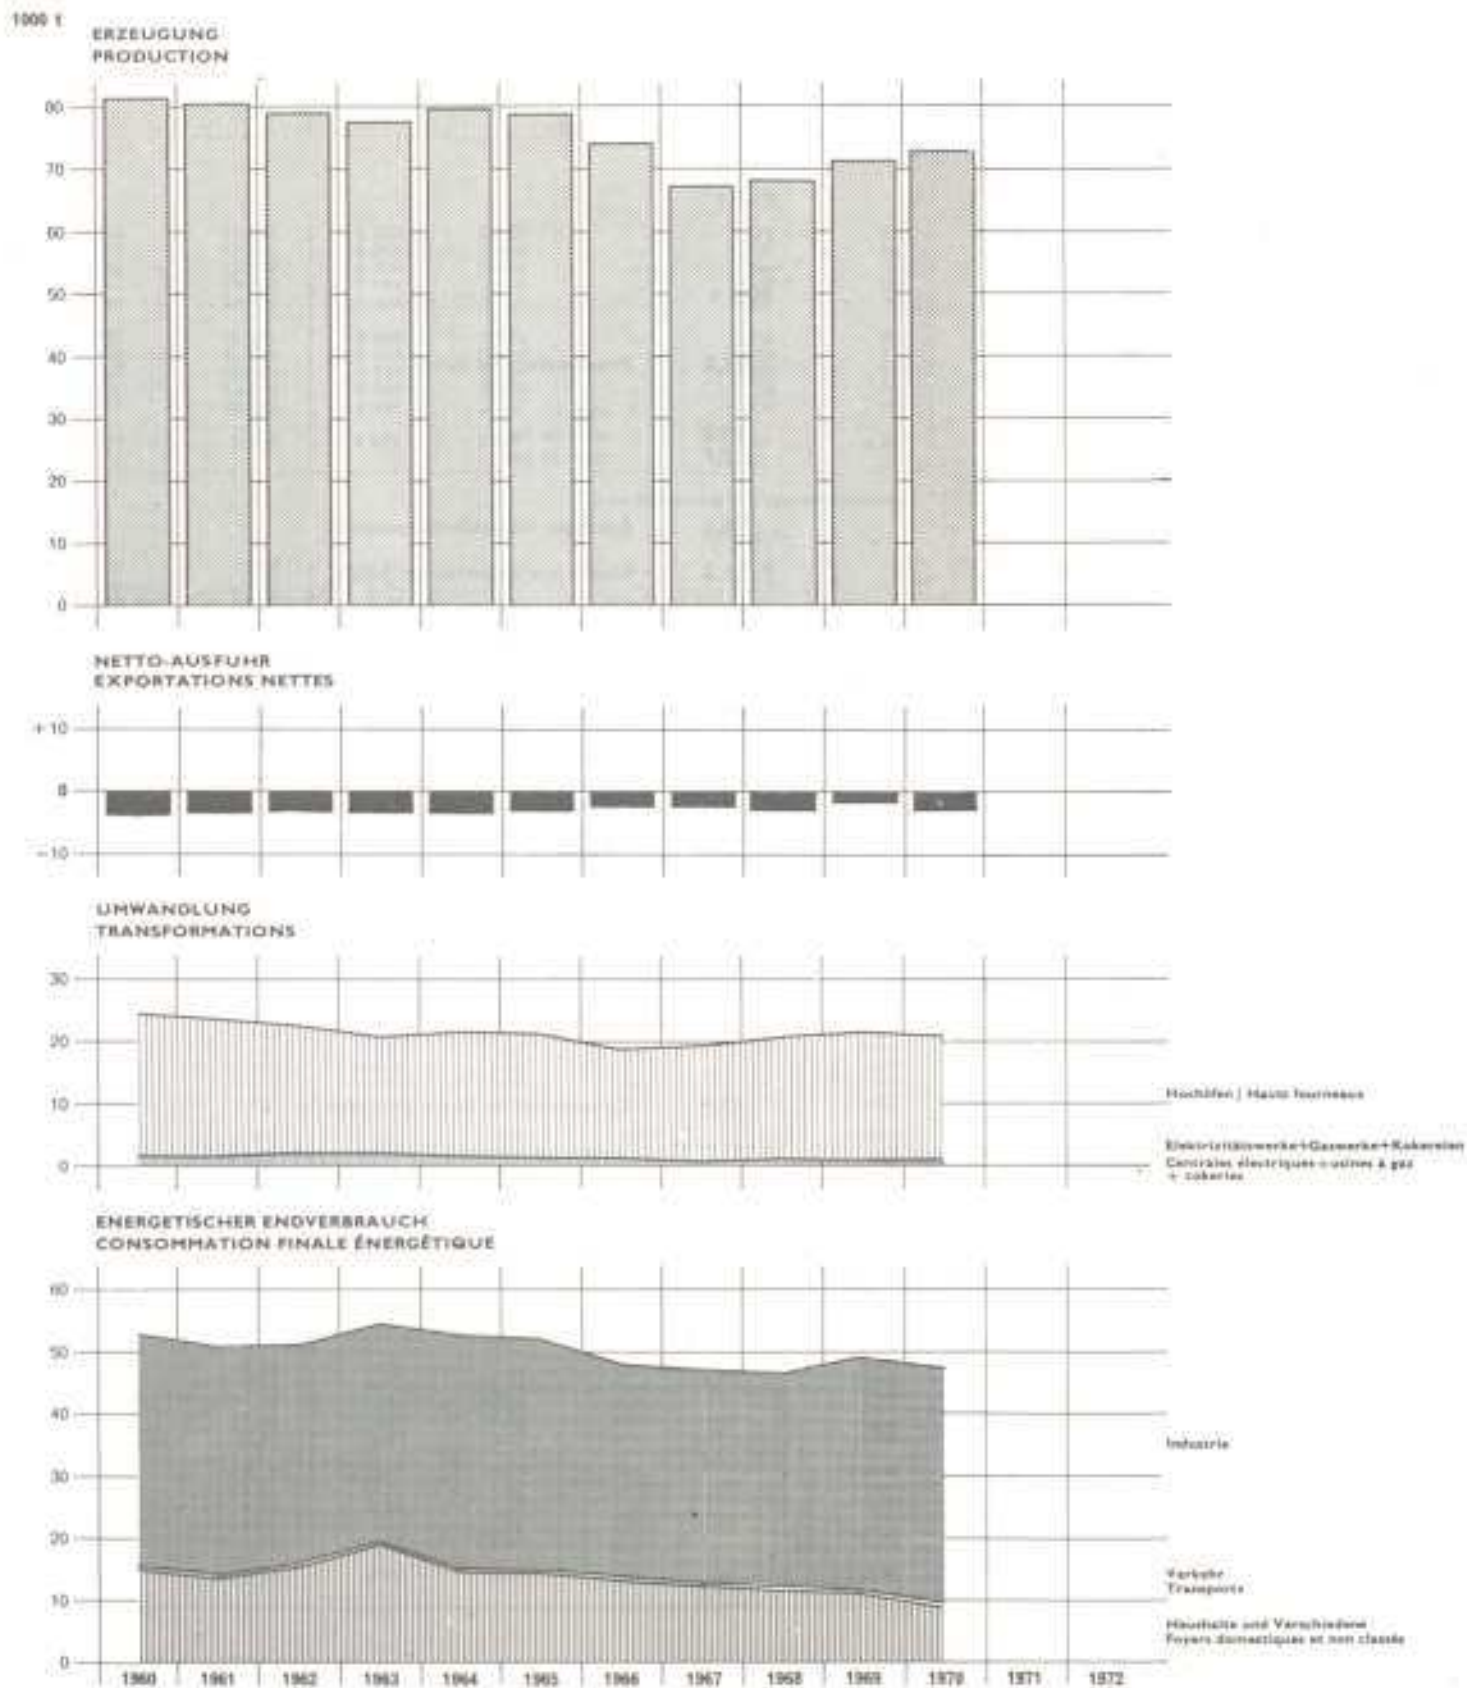 1000 t
ERZEUGUNG
PRODUCTION
80
70
60
50
40
30
20
10
0
NETTO-AUSFUHR
EXPORTATIONS NETTES
+10
0
-10
UMWANDLUNG
TRANSFORMATIONS
30
20
10
Hochöfen | Hauts fourneaux
Elektrizitätswerke+Gaswerke+Kokereien
0
Centrales électriques + usines à gaz
+ cokeries
ENERGETISCHER ENDVERBRAUCH
CONSOMMATION FINALE ÉNERGÉTIQUE
60
50
40
Industrie
30
20
Verkehr
Transports
10
Haushalte und Verschiedene
Foyers domestiques et non classés
0
1960 1961 1962 1963 1964 1965 1966 1967 1968 1969 1970 1971 1972